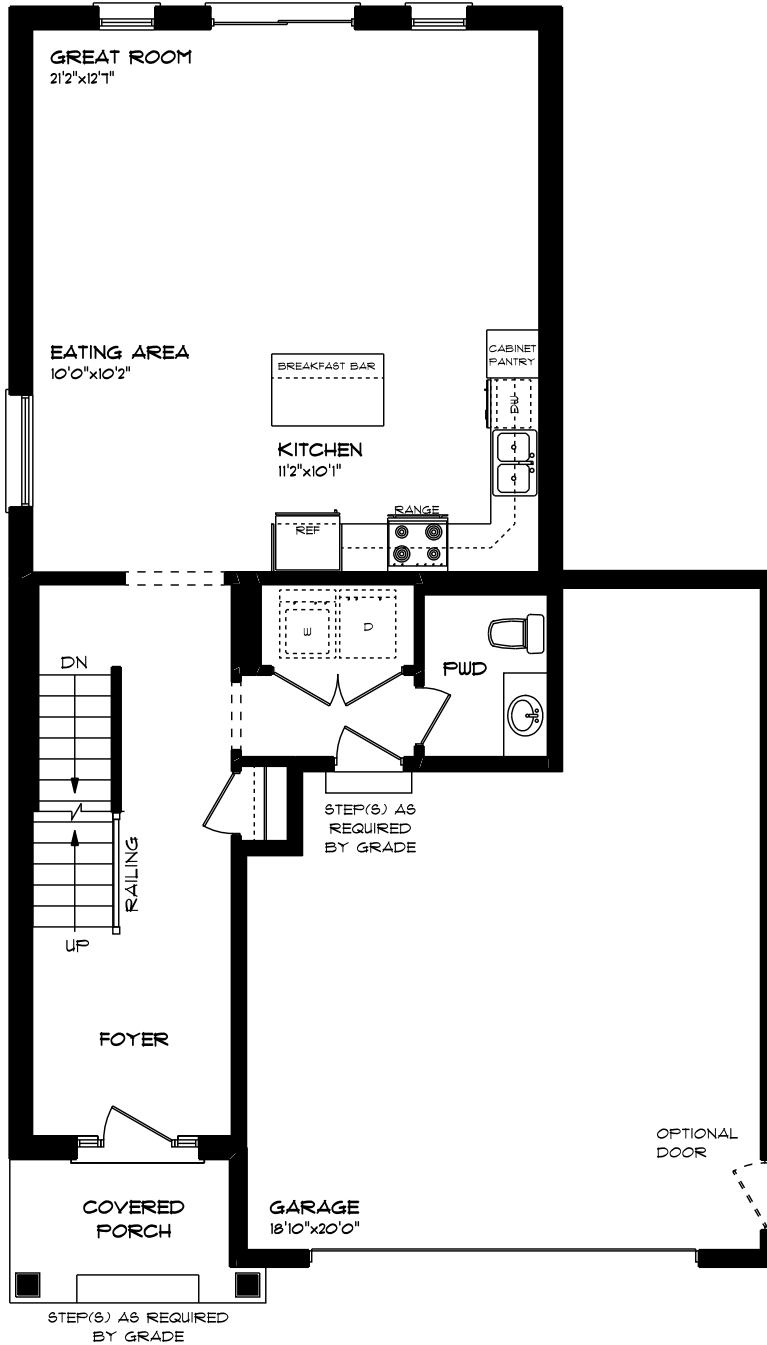 GREAT ROOM
21'2"x12'7"
EATING AREA
10'0"x10'2"
BREAKFAST BAR
CABINET
PANTRY
DW
KITCHEN
11'2"x10'1"
RANGE
REF
W
D
PWD
DN
STEP(S) AS
REQUIRED
BY GRADE
RAILING
UP
FOYER
OPTIONAL
DOOR
COVERED
PORCH
GARAGE
18'10"x20'0"
STEP(S) AS REQUIRED
BY GRADE